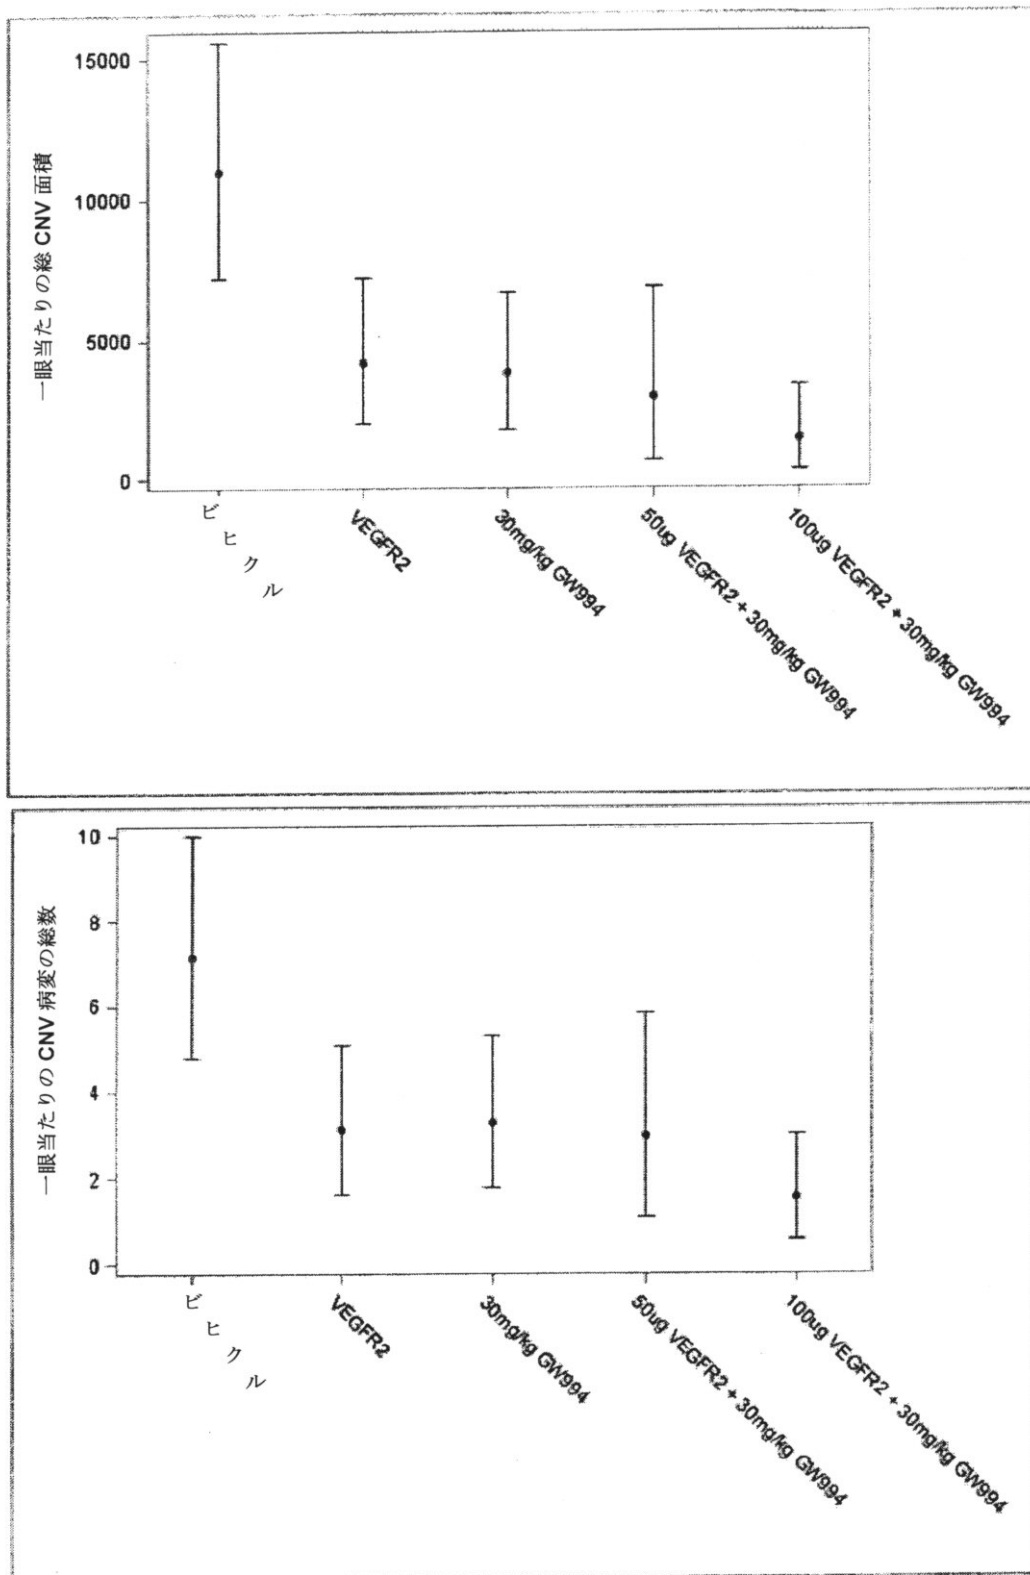 一眼当たりの総 CNV 面積
15000
10000
5000
0
ビヒクル
VEGFR2
30mg/kg GW994
50ug VEGFR2 + 30mg/kg GW994
100ug VEGFR2 + 30mg/kg GW994
一眼当たりの CNV 病変の総数
10
8
6
4
2
0
ビヒクル
VEGFR2
30mg/kg GW994
50ug VEGFR2 + 30mg/kg GW994
100ug VEGFR2 + 30mg/kg GW994